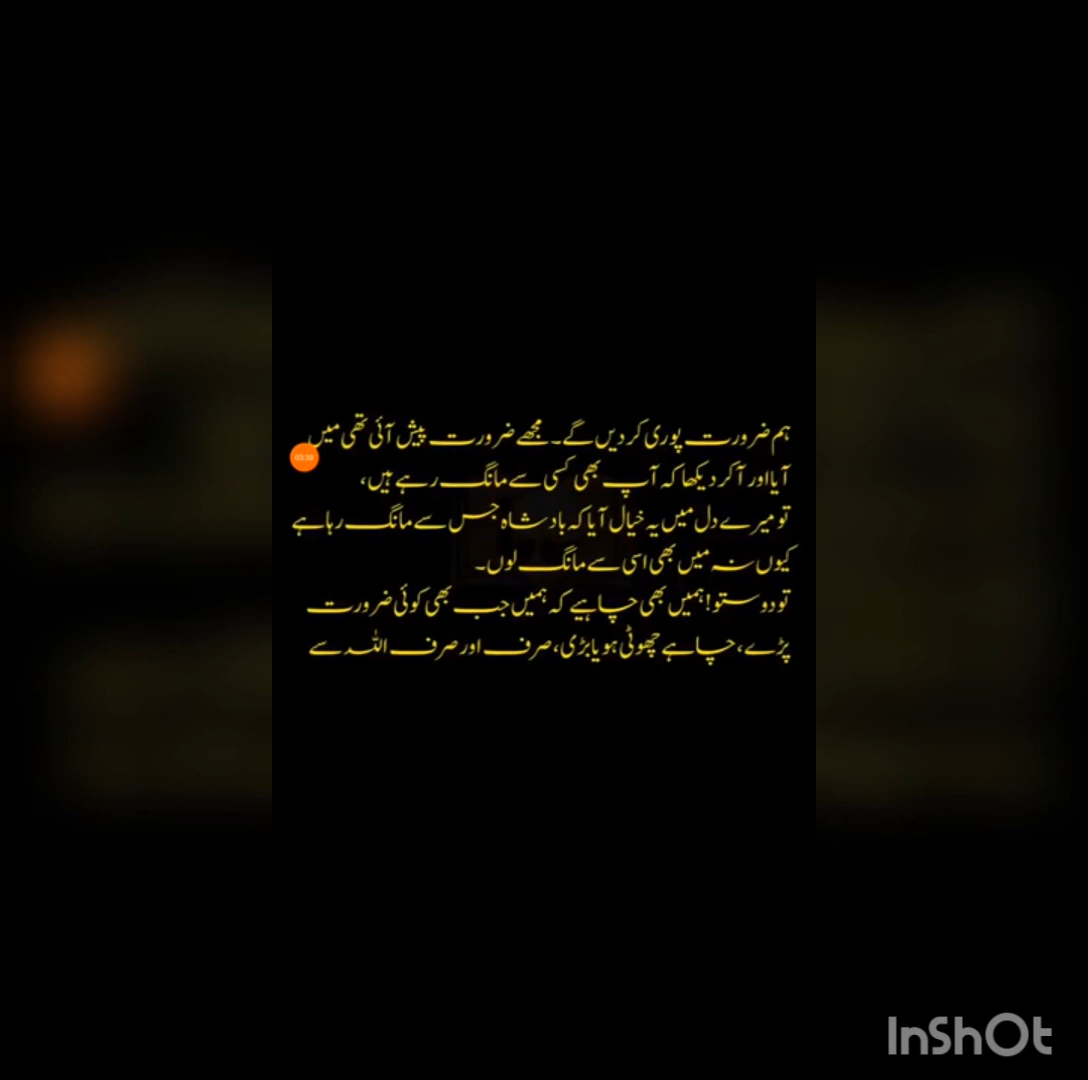 ہم ضرورت پوری کر دیں گے۔ مجھے ضرورت پیش آئی تھی میں
03:38
آیا اور آ کر دیکھا کہ آپ بھی کسی سے مانگ رہے ہیں،
تو میرے دل میں یہ خیال آیا کہ بادشاہ جس سے مانگ رہا ہے
کیوں نہ میں بھی اسی سے مانگ لوں۔
تو دوستو! ہمیں بھی چاہیے کہ ہمیں جب بھی کوئی ضرورت
پڑے، چاہے چھوٹی ہو یا بڑی، صرف اور صرف اللہ سے
InShOt